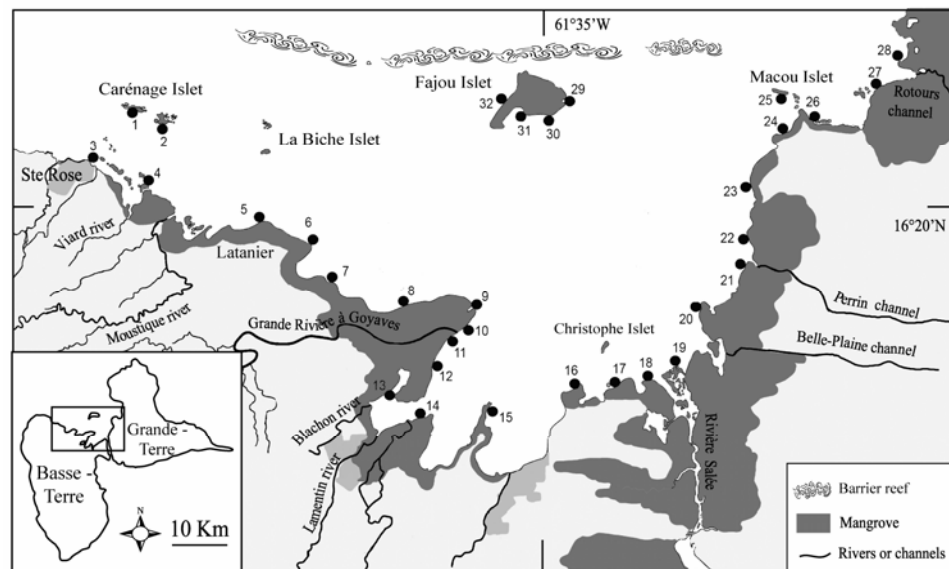 61°35'W
28
Carénage Islet
Fajou Islet
Macou Islet
27
32
29
25
Rotours
channel
1
31
30
26
2
24
La Biche Islet
3
Ste Rose
4
23
5
16°20 N
Viard river
6
22
Latanier
21
7
8
9
Perrin channel
20
Moustique river
Grande Rivière à Goyaves
10
Christophe Islet
11
Belle-Plaine channel
19
12
16
17
18
13
14
15
Blachon river
Lamentin river
Rivière Salée
Grande -
Terre
Basse -
Terre
N
10 Km
Barrier reef
Mangrove
Rivers or channels